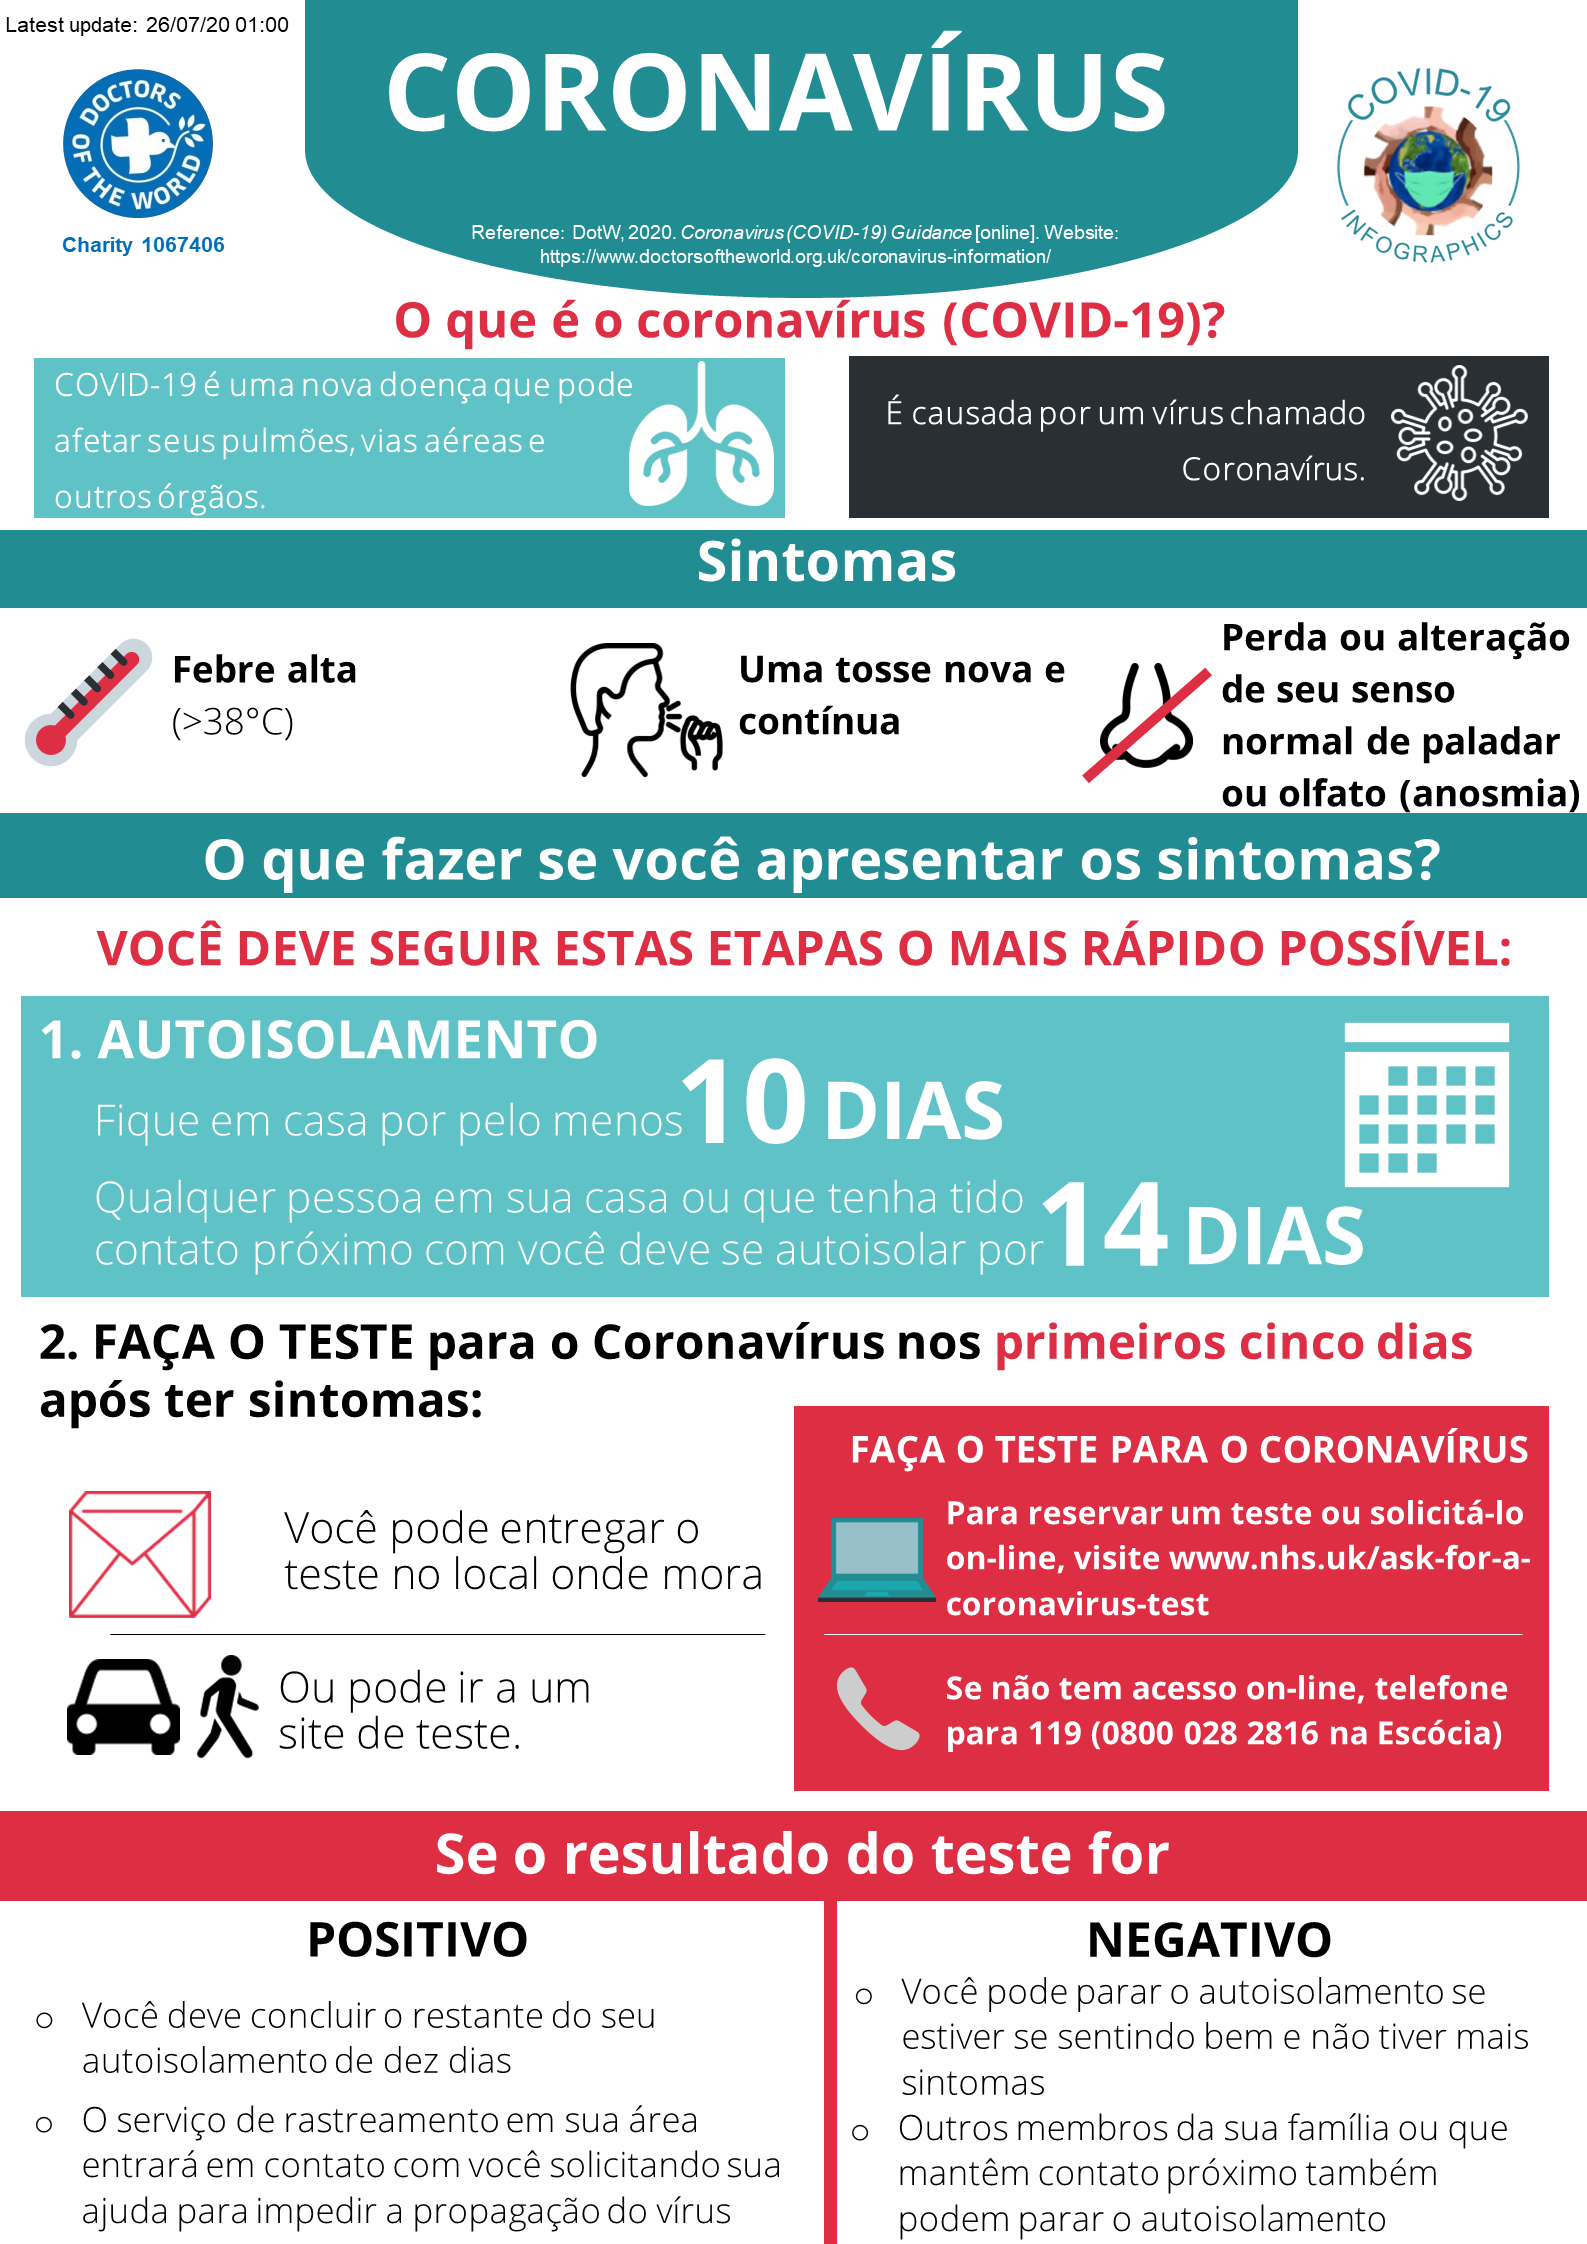 Latest update: 26/07/20 01:00
DOCTORS OF THE WORLD
Charity 1067406
CORONAVÍRUS
Reference: DotW, 2020. Coronavirus (COVID-19) Guidance [online]. Website:
https://www.doctorsoftheworld.org.uk/coronavirus-information/
COVID-19
INFOGRAPHICS
O que é o coronavírus (COVID-19)?
COVID-19 é uma nova doença que pode
afetar seus pulmões, vias aéreas e
outros órgãos.
É causada por um vírus chamado
Coronavírus.
Sintomas
Febre alta
(>38°C)
Uma tosse nova e
contínua
Perda ou alteração
de seu senso
normal de paladar
ou olfato (anosmia)
O que fazer se você apresentar os sintomas?
VOCÊ DEVE SEGUIR ESTAS ETAPAS O MAIS RÁPIDO POSSÍVEL:
1. AUTOISOLAMENTO
Fique em casa por pelo menos 10 DIAS
Qualquer pessoa em sua casa ou que tenha tido
contato próximo com você deve se autoisolar por 14 DIAS
2. FAÇA O TESTE para o Coronavírus nos primeiros cinco dias
após ter sintomas:
Você pode entregar o
teste no local onde mora
Ou pode ir a um
site de teste.
FAÇA O TESTE PARA O CORONAVÍRUS
Para reservar um teste ou solicitá-lo
on-line, visite www.nhs.uk/ask-for-a-
coronavirus-test
Se não tem acesso on-line, telefone
para 119 (0800 028 2816 na Escócia)
Se o resultado do teste for
POSITIVO
o Você deve concluir o restante do seu
autoisolamento de dez dias
o O serviço de rastreamento em sua área
entrará em contato com você solicitando sua
ajuda para impedir a propagação do vírus
NEGATIVO
o Você pode parar o autoisolamento se
estiver se sentindo bem e não tiver mais
sintomas
o Outros membros da sua família ou que
mantêm contato próximo também
podem parar o autoisolamento